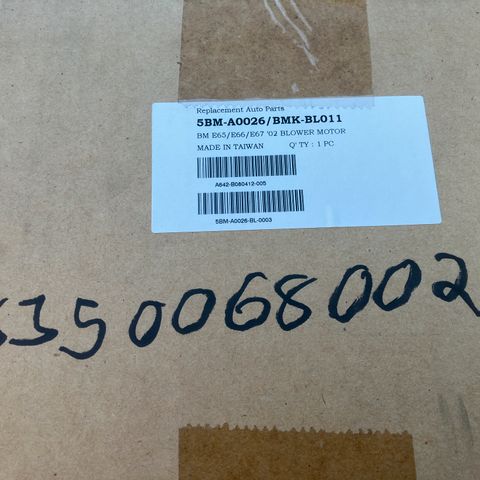 Replacement Auto Parts
5BM-A0026/BMK-BL011
BM E65/E66/E67 '02 BLOWER MOTOR
MADE IN TAIWAN Q' TY : 1 PC
A642-B080412-005
5BM-A0026-BL-0003
5350068002